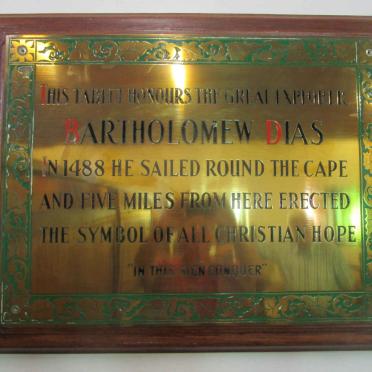 THIS TABLET HONOURS THE GREAT EXPLORER
BARTHOLOMEW DIAS
IN 1488 HE SAILED ROUND THE CAPE
AND FIVE MILES FROM HERE ERECTED
THE SYMBOL OF ALL CHRISTIAN HOPE
"IN THIS SIGN CONQUER"